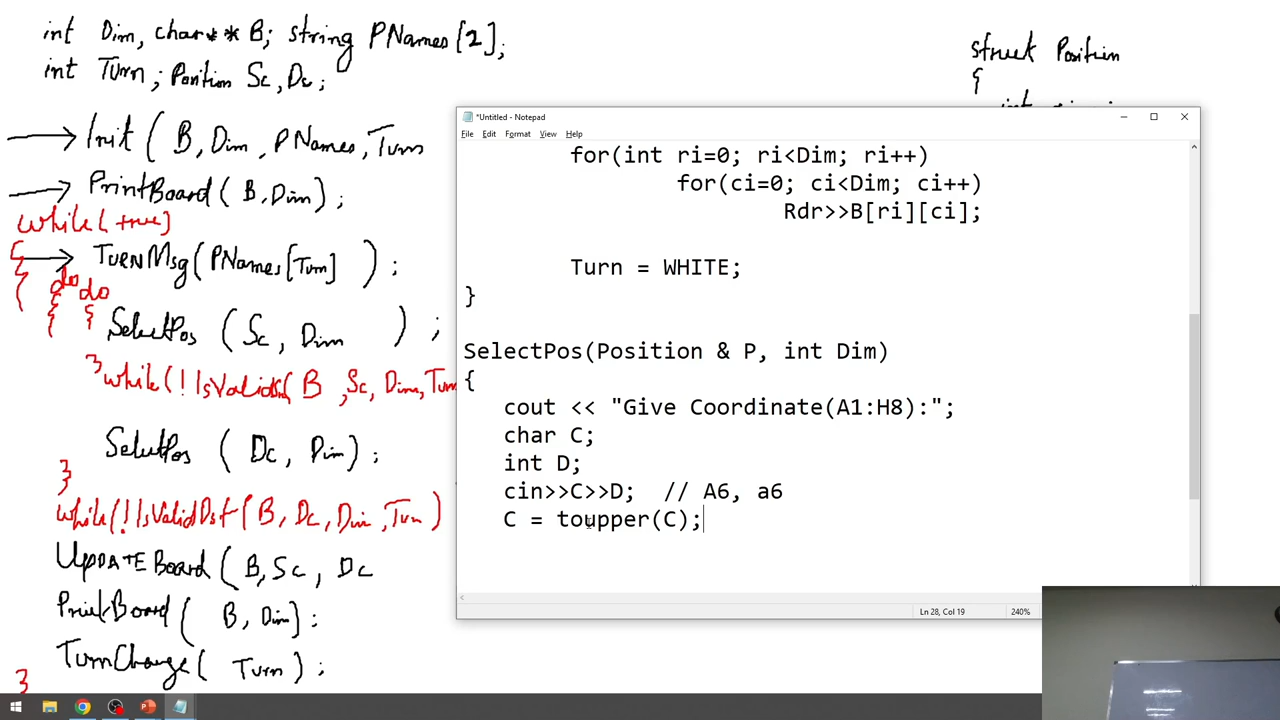 int Dim, char** B; string PNames[2];
int Turn; Position Sc, Dc;
Init ( B, Dim, PNames, Turn
PrintBoard ( B, Dim) ;
while(true)
{
TurnMsg(PNames[Turn] ) ;
do do
{ {
SelectPos ( Sc, Dim ) ;
} while(! IsValidSrc( B ,Sc, Dim, Turn
SelectPos ( Dc, Dim) ;
}
while(! IsValidDst( B, Dc, Dim, Turn)
UpdateBoard ( B, Sc, Dc
PrintBoard ( B, Dim);
TurnChange( Turn) ;
}
struct Position
{
*Untitled - Notepad
File Edit Format View Help
for(int ri=0; ri<Dim; ri++)
for(ci=0; ci<Dim; ci++)
Rdr>>B[ri][ci];
Turn = WHITE;
}
SelectPos(Position & P, int Dim)
{
cout << "Give Coordinate(A1:H8):";
char C;
int D;
cin>>C>>D; // A6, a6
C = toupper(C);
Ln 28, Col 19 240%